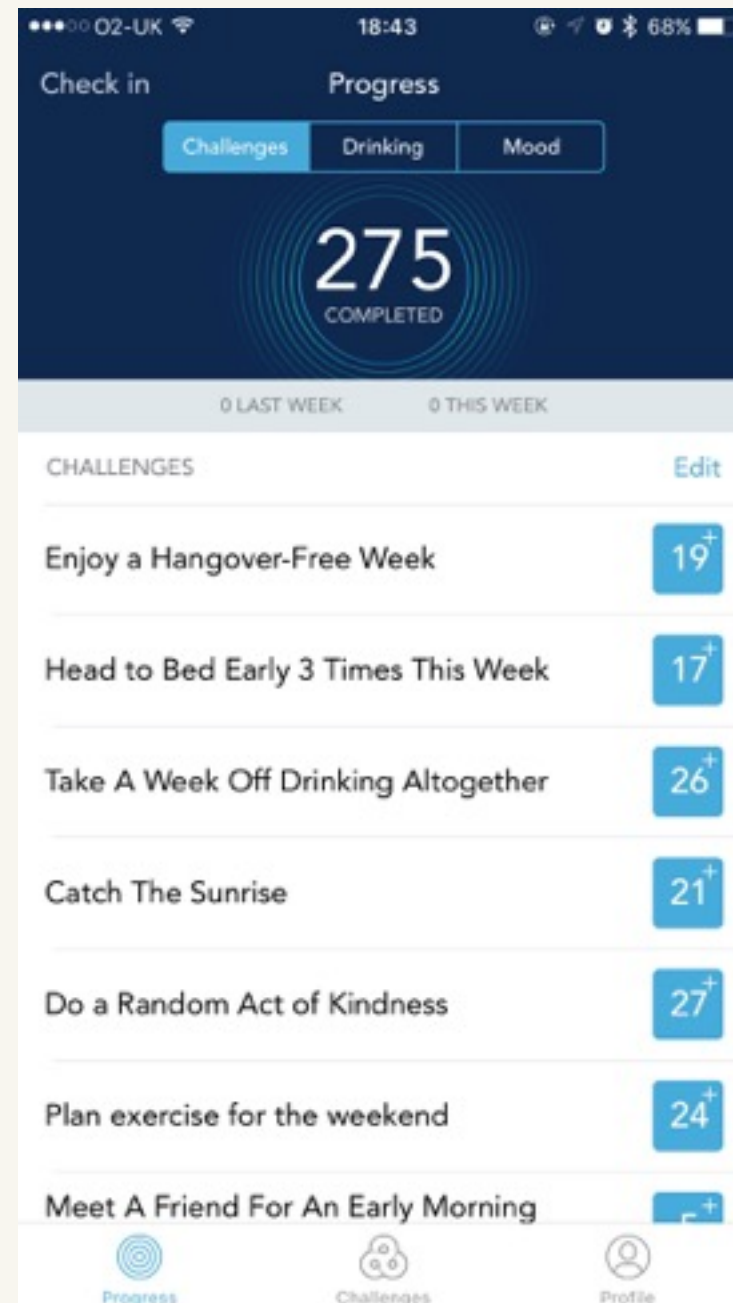 O2-UK 18:43 68%
Check in Progress
Challenges Drinking Mood
275
COMPLETED
0 LAST WEEK 0 THIS WEEK
CHALLENGES Edit
Enjoy a Hangover-Free Week 19+
Head to Bed Early 3 Times This Week 17+
Take A Week Off Drinking Altogether 26+
Catch The Sunrise 21+
Do a Random Act of Kindness 27+
Plan exercise for the weekend 24+
Meet A Friend For An Early Morning 5+
Progress Challenges Profile